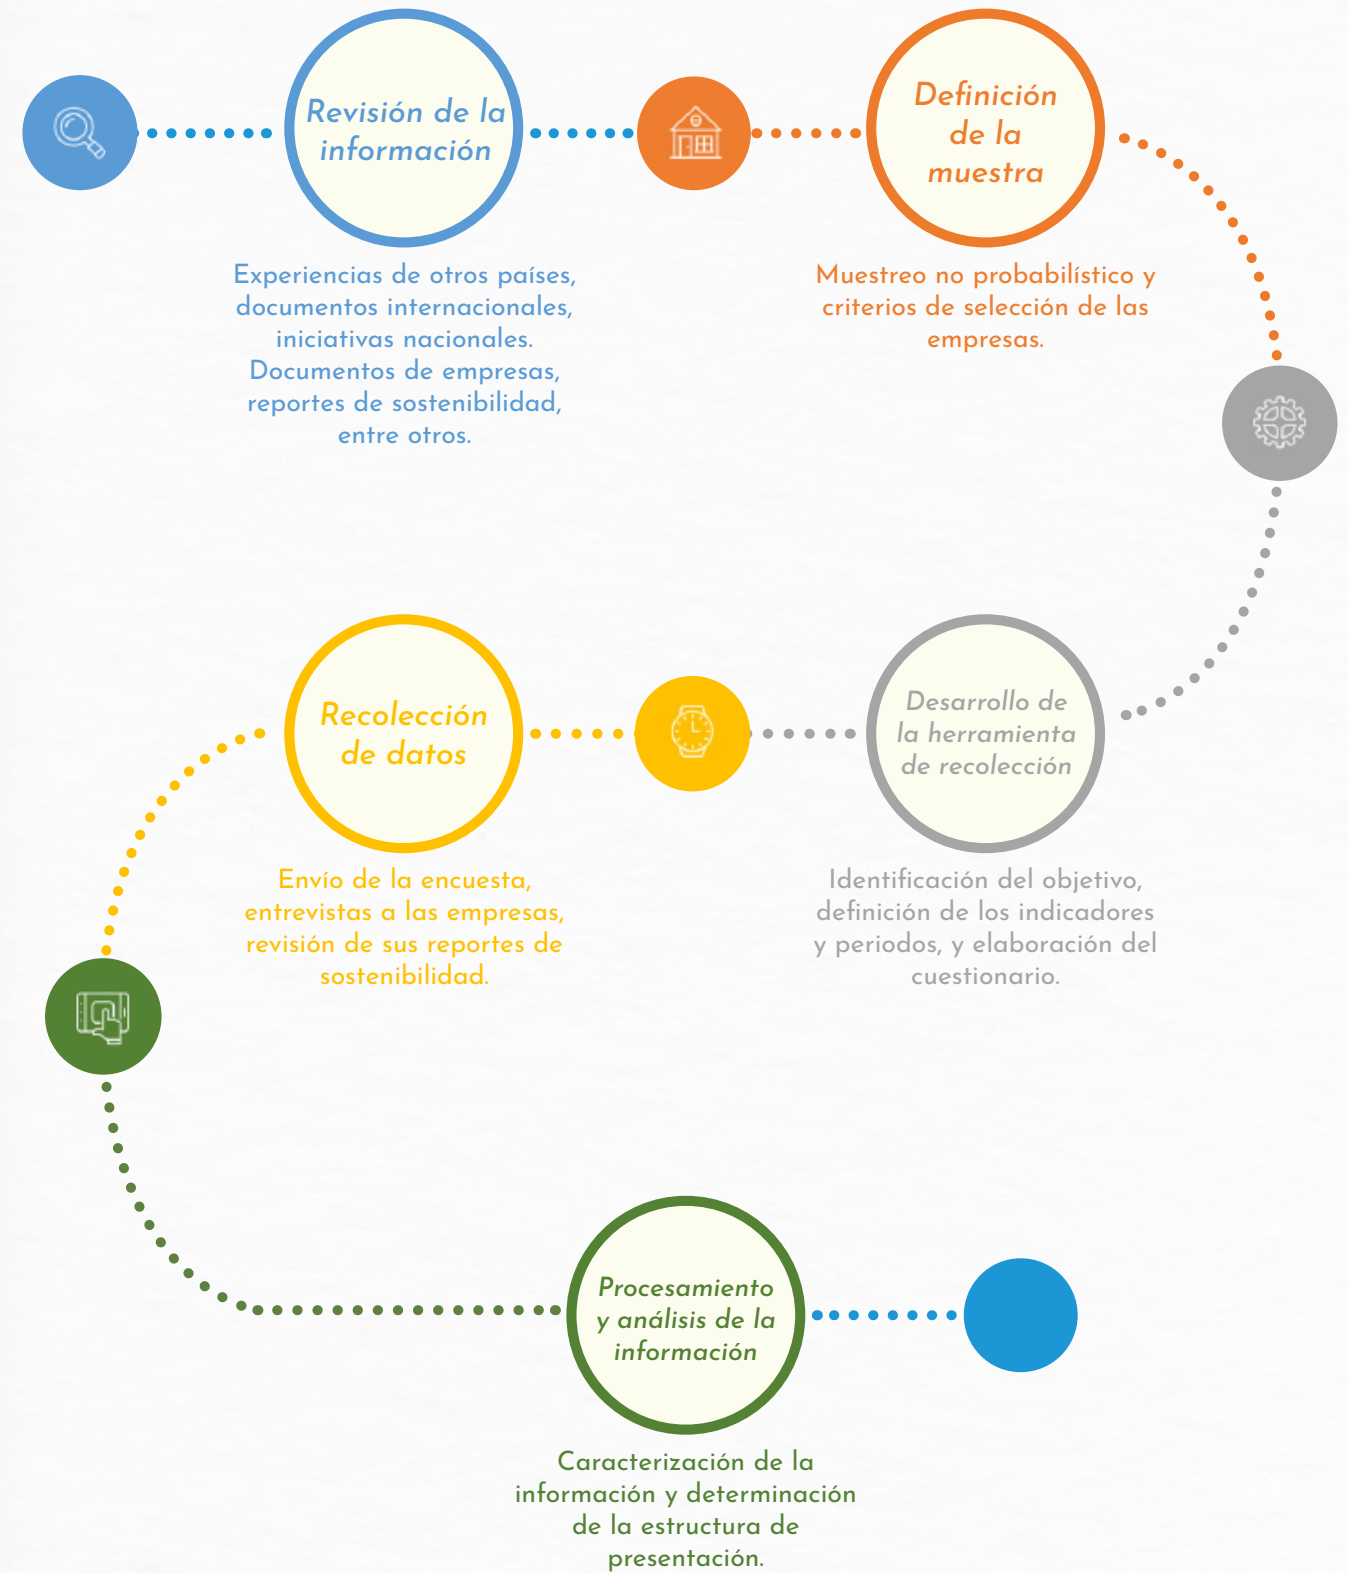 Revisión de la
información
Experiencias de otros países,
documentos internacionales,
iniciativas nacionales.
Documentos de empresas,
reportes de sostenibilidad,
entre otros.
Definición
de la
muestra
Muestreo no probabilístico y
criterios de selección de las
empresas.
Desarrollo de
la herramienta
de recolección
Identificación del objetivo,
definición de los indicadores
y periodos, y elaboración del
cuestionario.
Recolección
de datos
Envío de la encuesta,
entrevistas a las empresas,
revisión de sus reportes de
sostenibilidad.
Procesamiento
y análisis de la
información
Caracterización de la
información y determinación
de la estructura de
presentación.